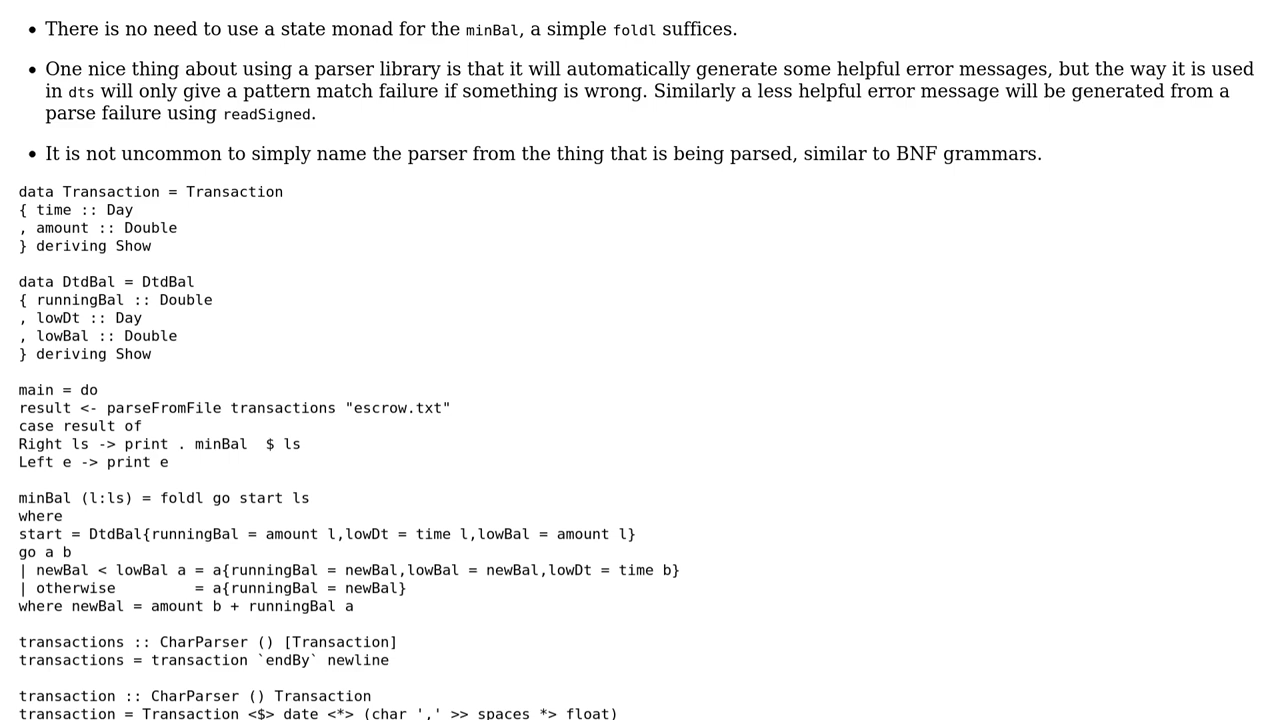 • There is no need to use a state monad for the minBal, a simple foldl suffices.
• One nice thing about using a parser library is that it will automatically generate some helpful error messages, but the way it is used
in dts will only give a pattern match failure if something is wrong. Similarly a less helpful error message will be generated from a
parse failure using readSigned.
• It is not uncommon to simply name the parser from the thing that is being parsed, similar to BNF grammars.
data Transaction = Transaction
{ time :: Day
, amount :: Double
} deriving Show
data DtdBal = DtdBal
{ runningBal :: Double
, lowDt :: Day
, lowBal :: Double
} deriving Show
main = do
result <- parseFromFile transactions "escrow.txt"
case result of
Right ls -> print . minBal  $ ls
Left e -> print e
minBal (l:ls) = foldl go start ls
where
start = DtdBal{runningBal = amount l,lowDt = time l,lowBal = amount l}
go a b
| newBal < lowBal a = a{runningBal = newBal,lowBal = newBal,lowDt = time b}
| otherwise         = a{runningBal = newBal}
where newBal = amount b + runningBal a
transactions :: CharParser () [Transaction]
transactions = transaction `endBy` newline
transaction :: CharParser () Transaction
transaction = Transaction <$> date <*> (char ',' >> spaces *> float)